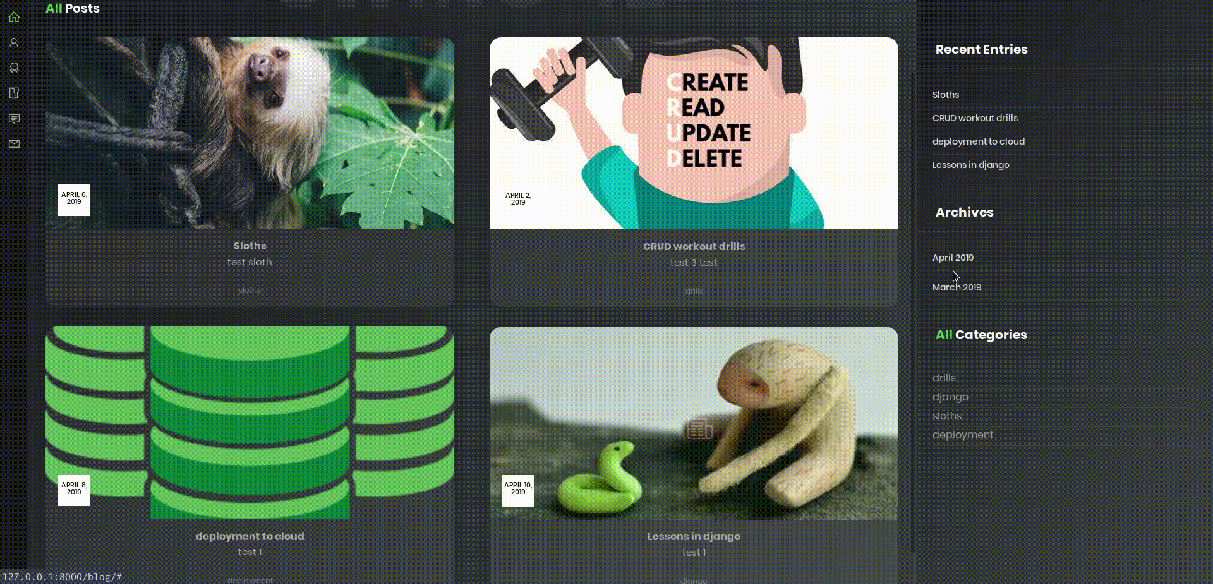 All Posts
APRIL 6,
2019
Sloths
test sloth
sloths
CREATE
READ
UPDATE
DELETE
APRIL 2,
2019
CRUD workout drills
test 3 test
drills
APRIL 8,
2019
deployment to cloud
test 1
deployment
APRIL 10,
2019
Lessons in django
test 1
django
Recent Entries
Sloths
CRUD workout drills
deployment to cloud
Lessons in django
Archives
April 2019
March 2019
All Categories
drills
django
sloths
deployment
127.0.0.1:8000/blog/#